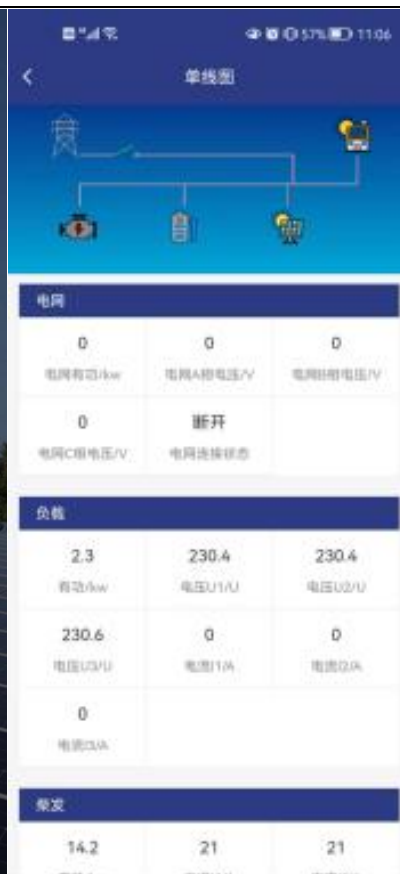 57% 11:06
单线图
电网
0 0 0
电网有功/kw 电网A相电压/V 电网B相电压/V
0 断开
电网C相电压/V 电网连接状态
负载
2.3 230.4 230.4
有功/kw 电压U1/U 电压U2/U
230.6 0 0
电压U3/U 电流I1/A 电流I2/A
0
电流I3/A
柴发
14.2 21 21